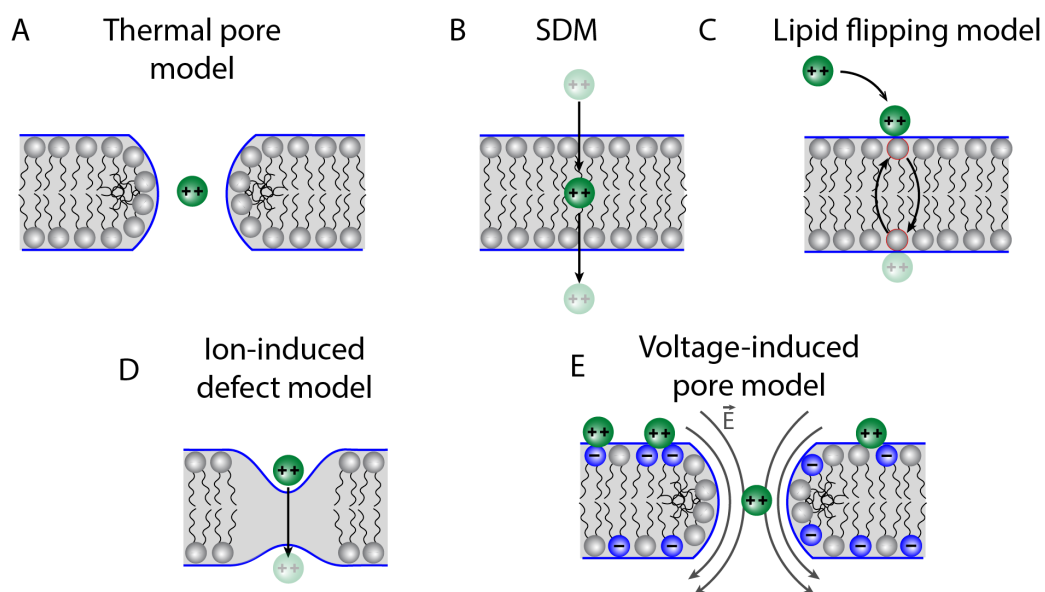 A
Thermal pore
model
++
B
SDM
++
++
++
C
Lipid flipping model
++
++
++
D
Ion-induced
defect model
++
++
E
Voltage-induced
pore model
E
++
++
++
++
− − − −
−
−
− − − −